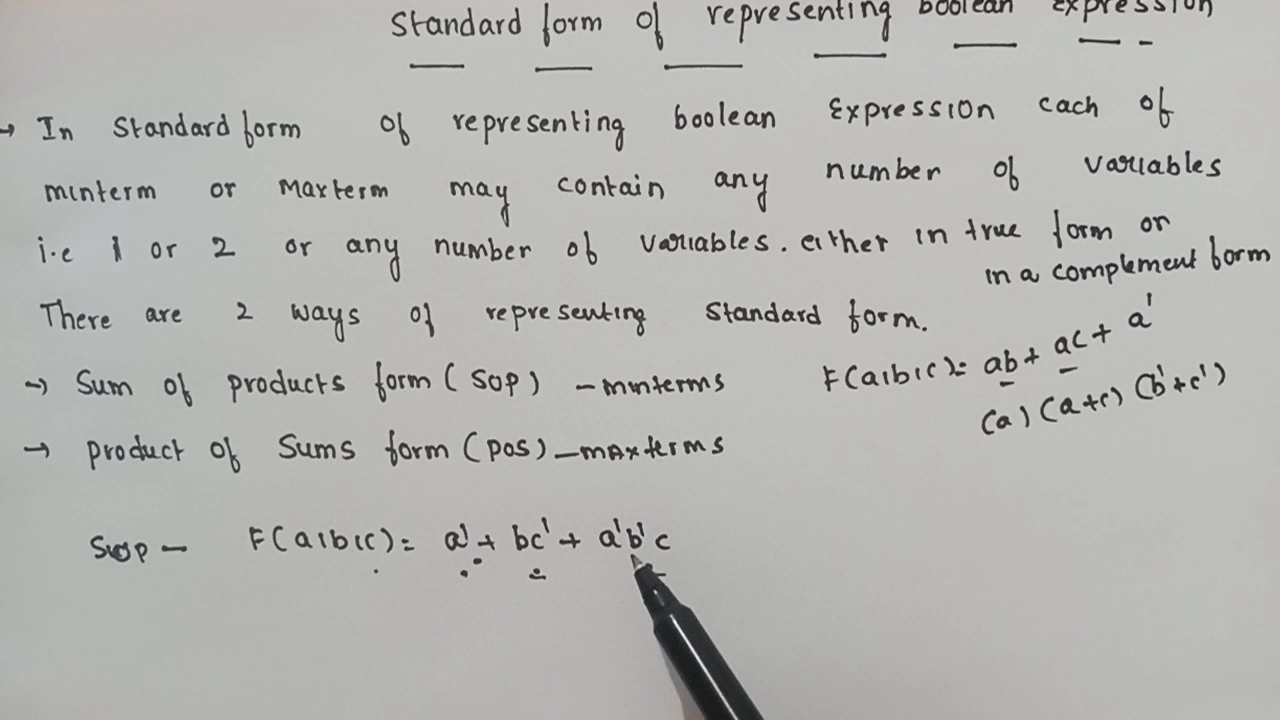 Standard form of representing boolean expression
→ In Standard form of representing boolean Expression each of
minterm or Maxterm may contain any number of variables
i.e 1 or 2 or any number of variables. either in true form or
in a complement form
There are 2 ways of representing Standard form.
→ Sum of products form (SOP) - minterms
F(a,b,c)= ab + ac + a'
(a) (a+c) (b'+c')
→ product of Sums form (POS) - maxterms
SOP - F(a,b,c) = a' + bc' + a'b'c